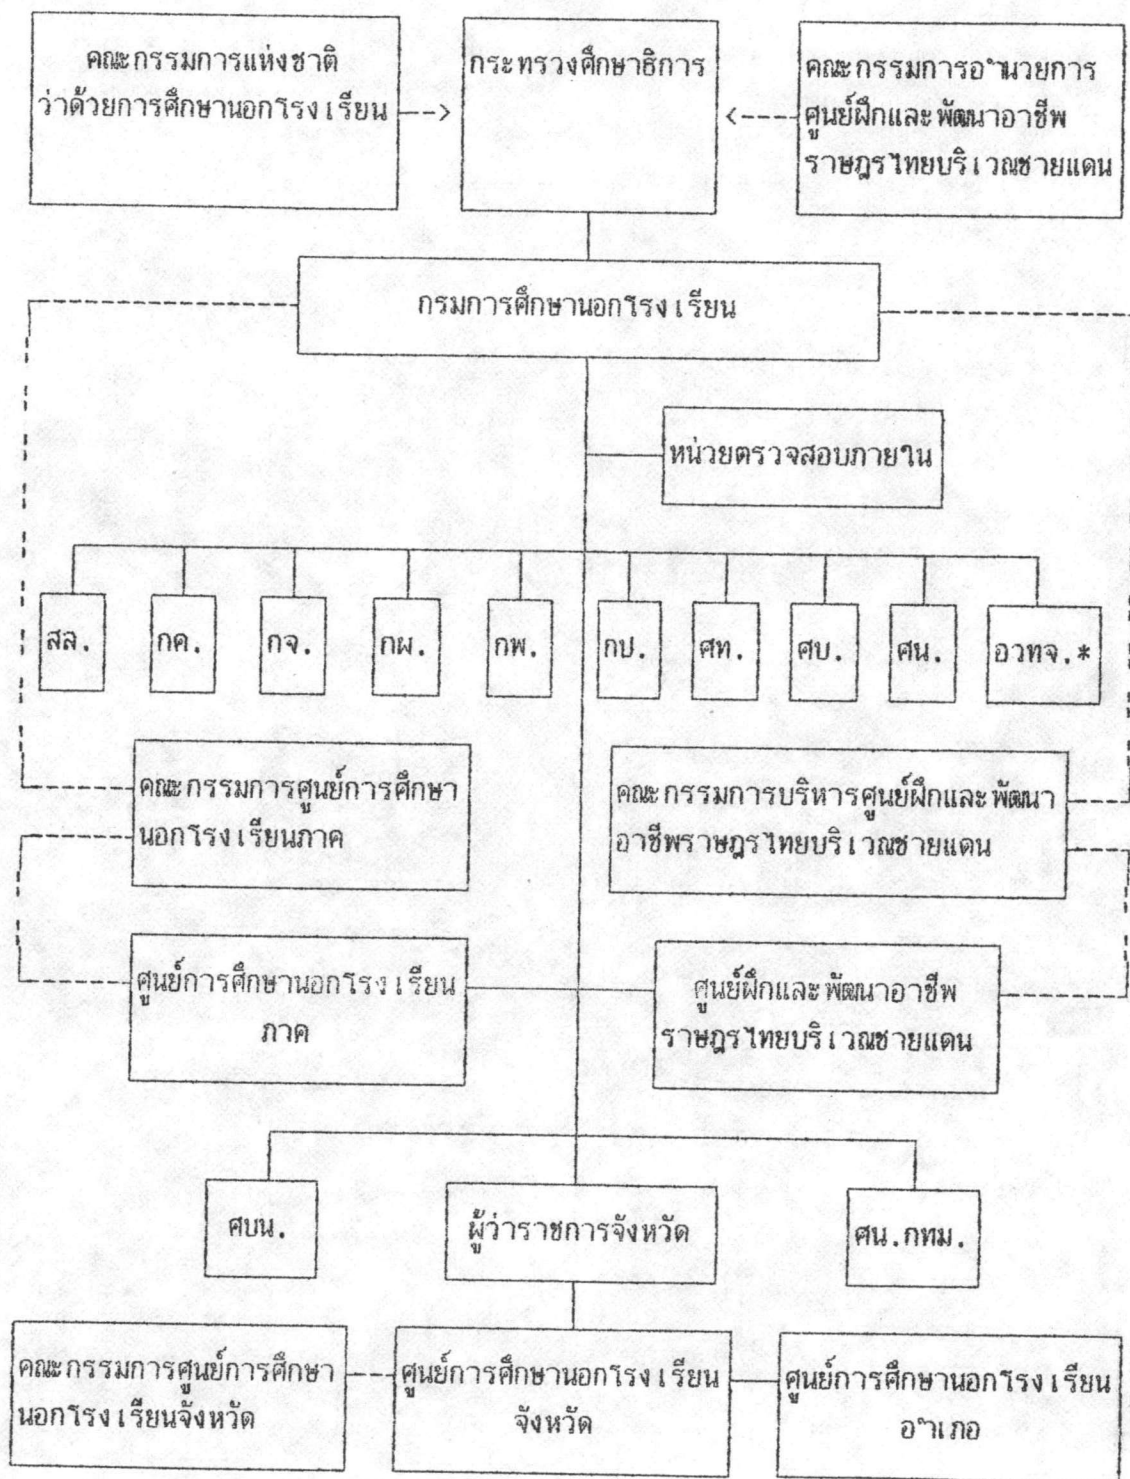 คณะกรรมการแห่งชาติ
ว่าด้วยการศึกษานอกโรงเรียน
กระทรวงศึกษาธิการ
คณะกรรมการอำนวยการ
ศูนย์ฝึกและพัฒนาอาชีพ
ราษฎรไทยบริเวณชายแดน
กรมการศึกษานอกโรงเรียน
หน่วยตรวจสอบภายใน
สล.
กค.
กจ.
กผ.
กพ.
กป.
ศท.
ศบ.
ศน.
อวทจ.*
คณะกรรมการศูนย์การศึกษา
นอกโรงเรียนภาค
คณะกรรมการบริหารศูนย์ฝึกและพัฒนา
อาชีพราษฎรไทยบริเวณชายแดน
ศูนย์การศึกษานอกโรงเรียน
ภาค
ศูนย์ฝึกและพัฒนาอาชีพ
ราษฎรไทยบริเวณชายแดน
ศบน.
ผู้ว่าราชการจังหวัด
ศน.กทม.
คณะกรรมการศูนย์การศึกษา
นอกโรงเรียนจังหวัด
ศูนย์การศึกษานอกโรงเรียน
จังหวัด
ศูนย์การศึกษานอกโรงเรียน
อำเภอ